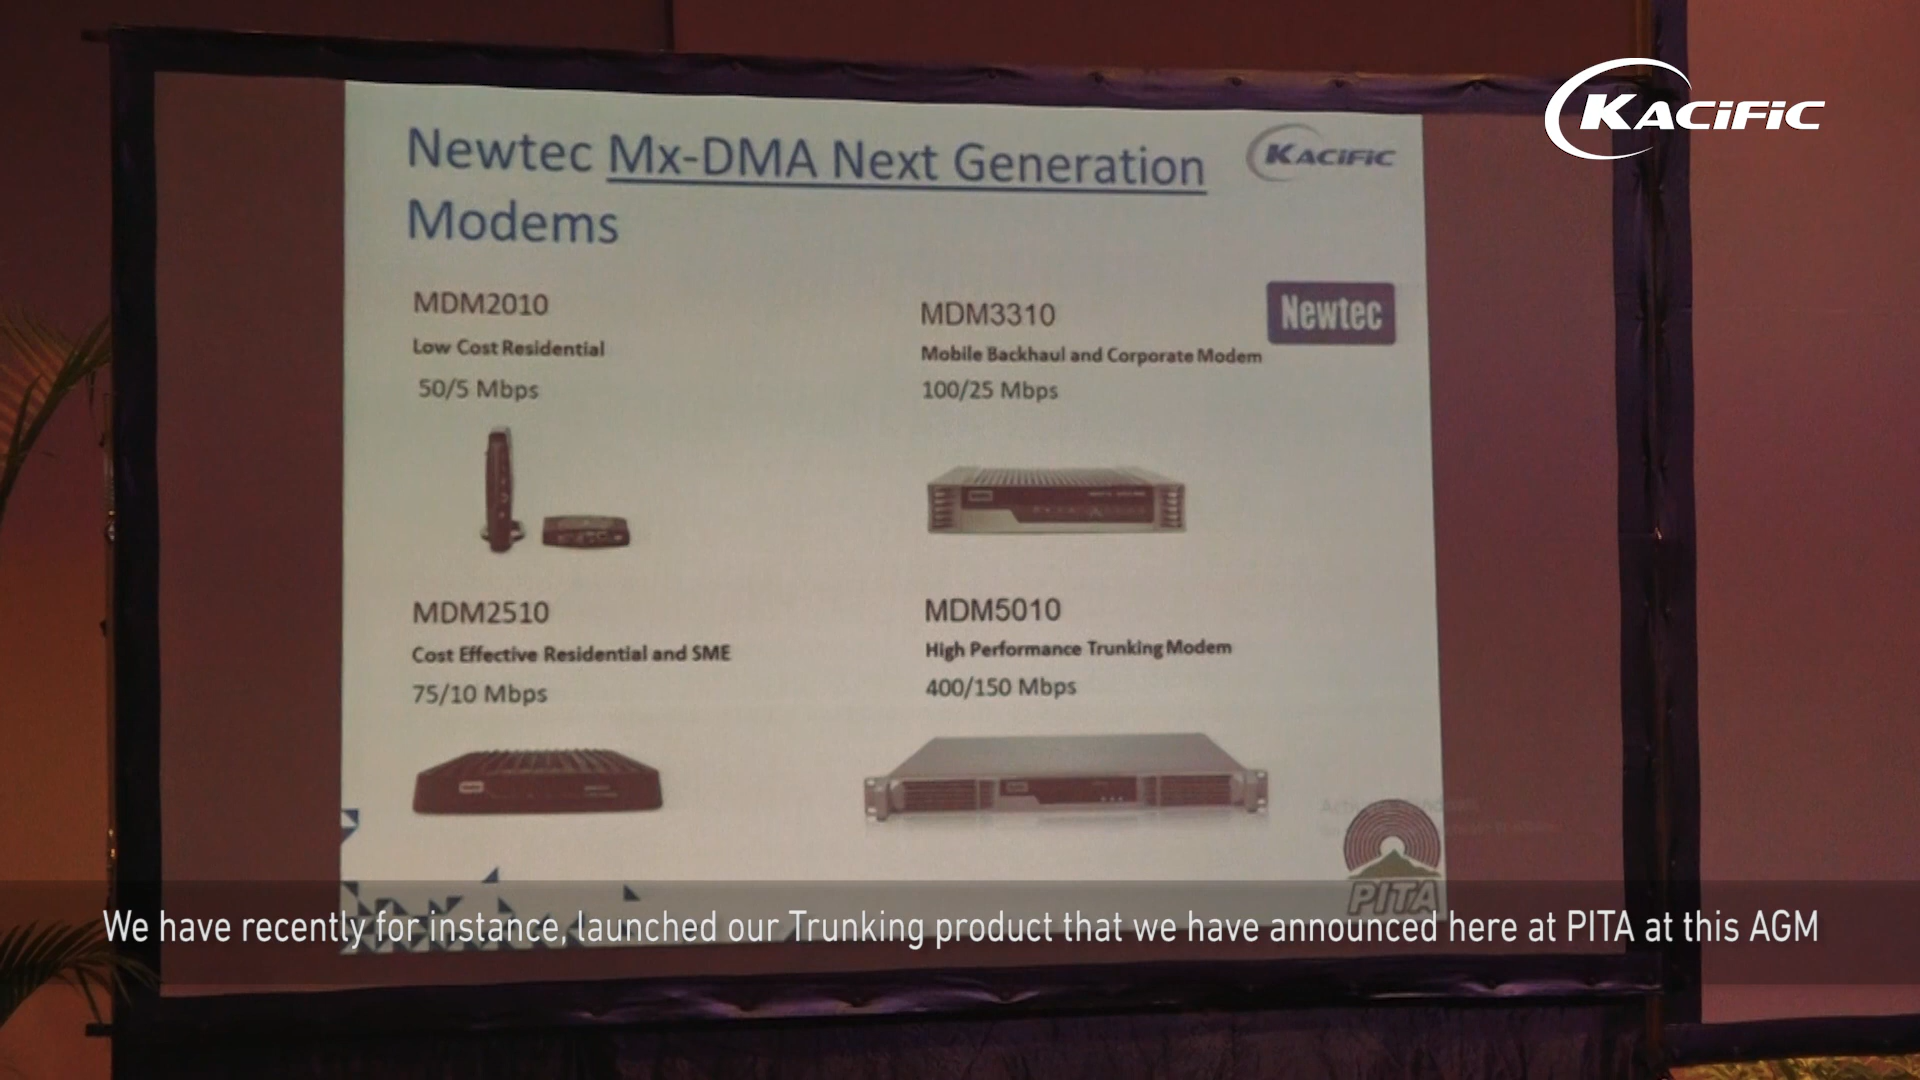 KACIFIC
Newtec Mx-DMA Next Generation
Modems
KACIFIC
MDM2010
Low Cost Residential
50/5 Mbps
MDM3310
Mobile Backhaul and Corporate Modem
100/25 Mbps
Newtec
MDM2510
Cost Effective Residential and SME
75/10 Mbps
MDM5010
High Performance Trunking Modem
400/150 Mbps
PITA
We have recently for instance, launched our Trunking product that we have announced here at PITA at this AGM